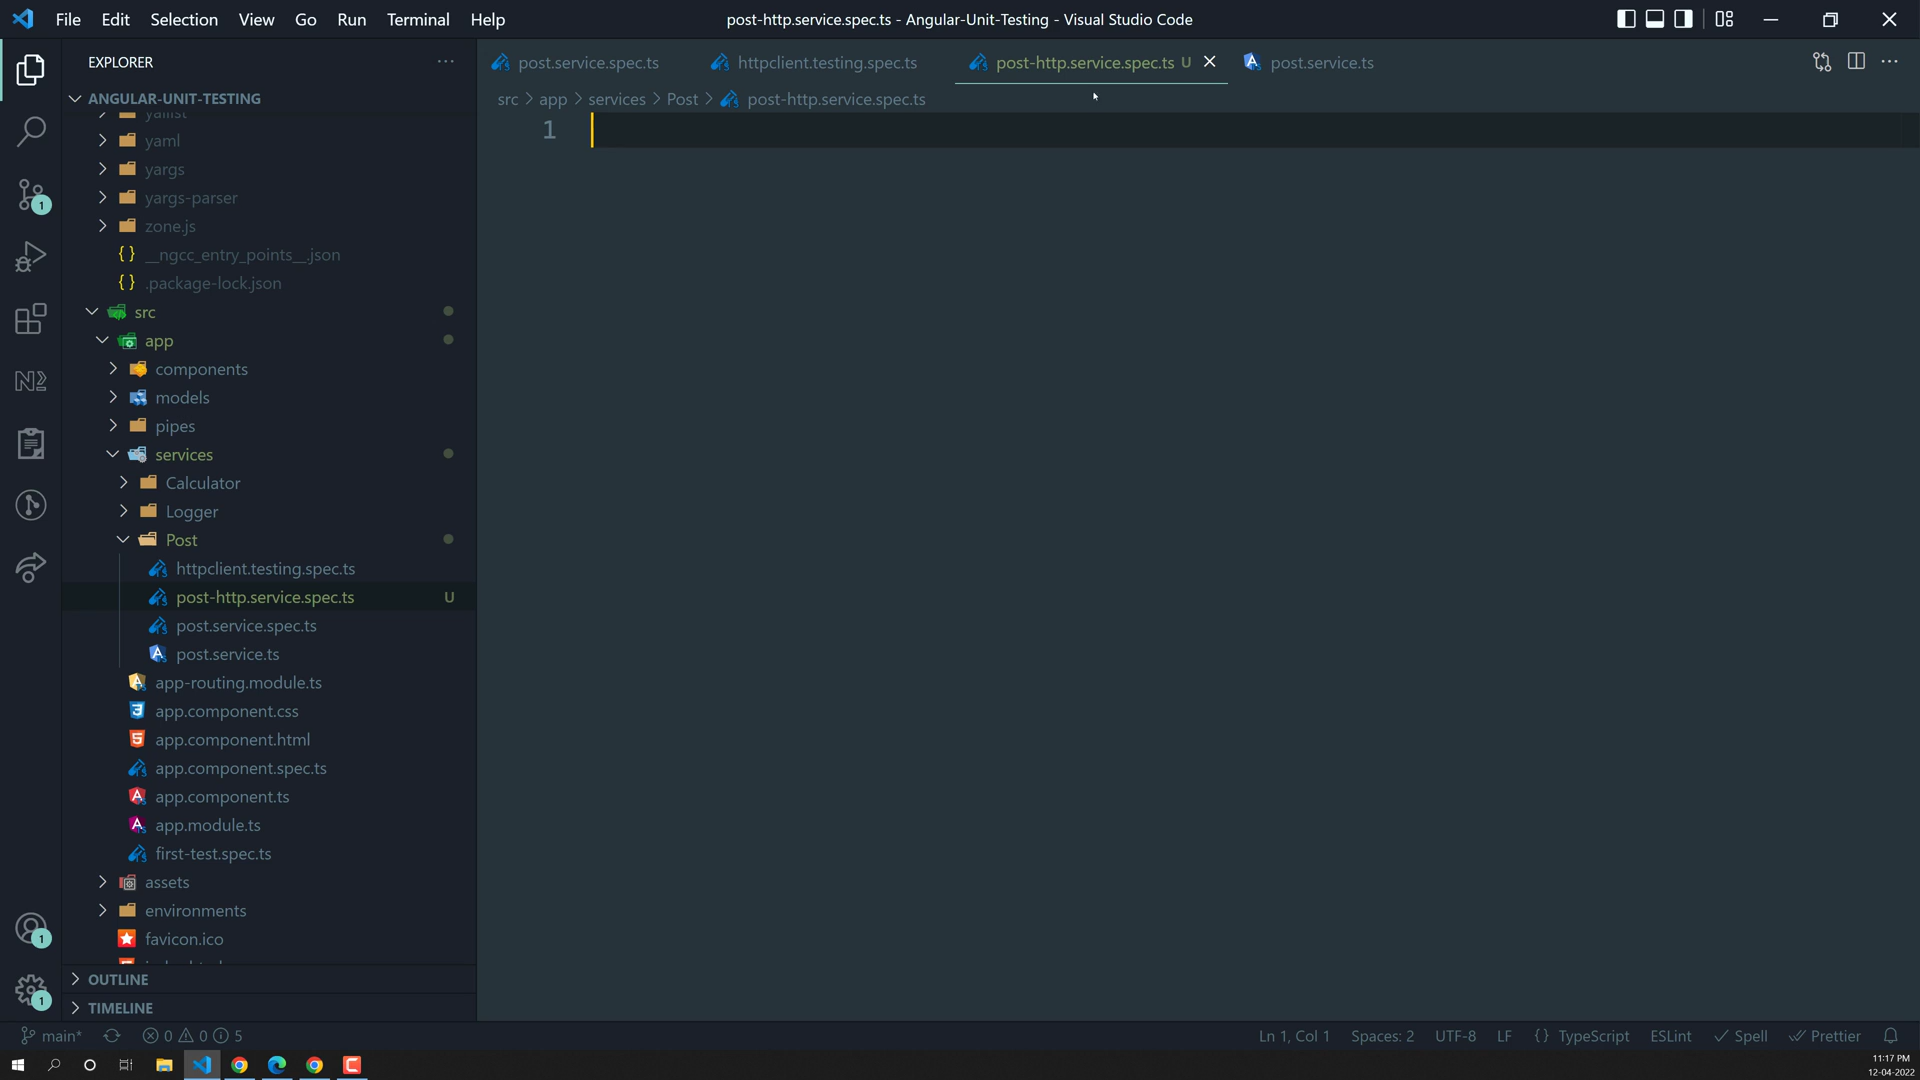 File Edit Selection View Go Run Terminal Help
post-http.service.spec.ts - Angular-Unit-Testing - Visual Studio Code
EXPLORER
post.service.spec.ts
httpclient.testing.spec.ts
post-http.service.spec.ts U
post.service.ts
src > app > services > Post > post-http.service.spec.ts
1
ANGULAR-UNIT-TESTING
yallist
yaml
yargs
yargs-parser
zone.js
{} __ngcc_entry_points__.json
{} .package-lock.json
src
app
components
models
pipes
services
Calculator
Logger
Post
httpclient.testing.spec.ts
post-http.service.spec.ts U
post.service.spec.ts
post.service.ts
app-routing.module.ts
app.component.css
app.component.html
app.component.spec.ts
app.component.ts
app.module.ts
first-test.spec.ts
assets
environments
favicon.ico
OUTLINE
TIMELINE
1
1
1
main* 0 0 5
Ln 1, Col 1 Spaces: 2 UTF-8 LF {} TypeScript ESLint Spell Prettier
11:17 PM
12-04-2022